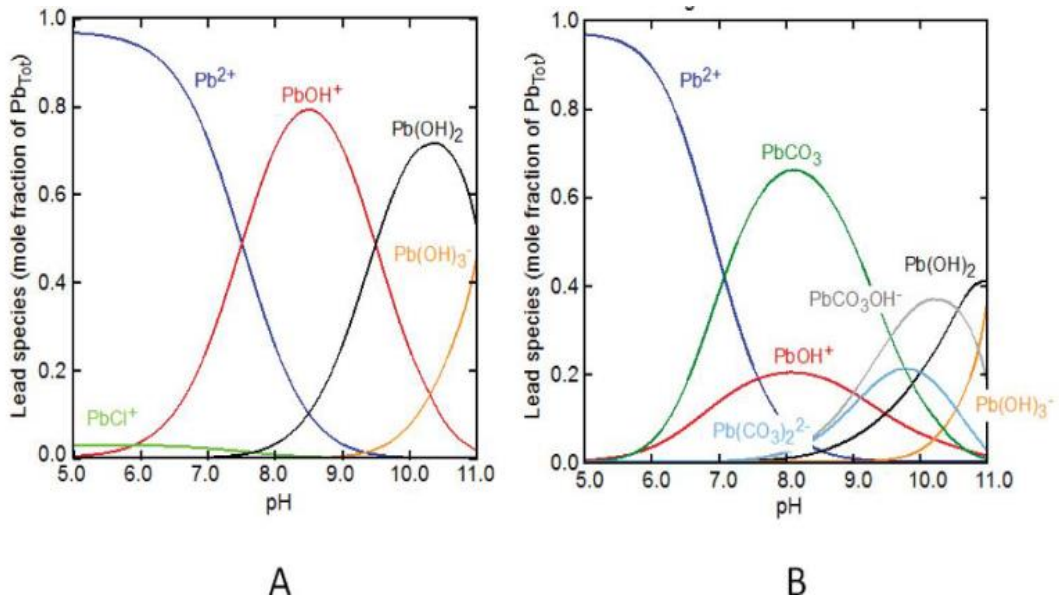 Lead species (mole fraction of Pb_Tot)
1.0
0.8
0.6
0.4
0.2
0.0
Pb²⁺
PbOH⁺
Pb(OH)₂
Pb(OH)₃⁻
PbCl⁺
5.0 6.0 7.0 8.0 9.0 10.0 11.0
pH
A
Lead species (mole fraction of Pb_Tot)
1.0
0.8
0.6
0.4
0.2
0.0
Pb²⁺
PbCO₃
Pb(OH)₂
PbCO₃OH⁻
PbOH⁺
Pb(OH)₃⁻
Pb(CO₃)₂²⁻
5.0 6.0 7.0 8.0 9.0 10.0 11.0
pH
B